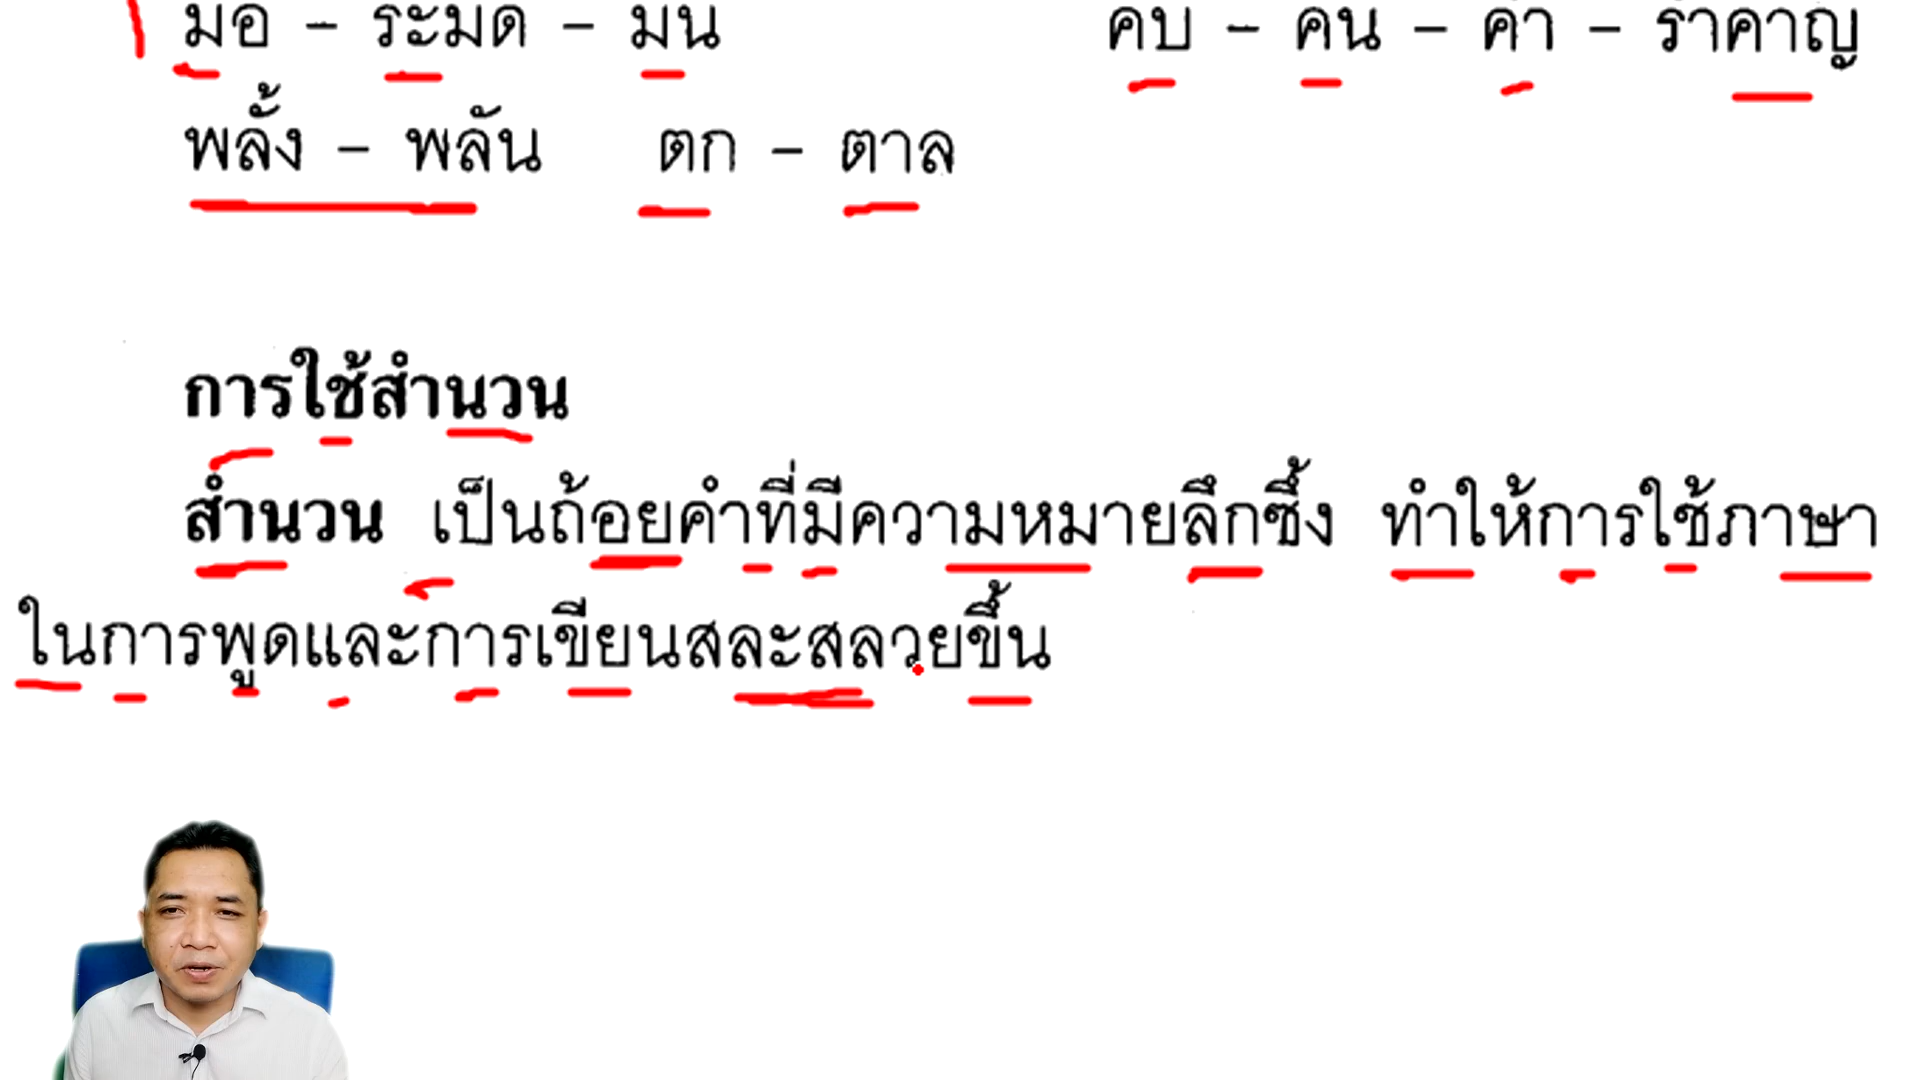 มือ – ระมัด – มัน คบ – คน – คำ – รำคาญ
พลั้ง – พลัน ตก – ตาล
การใช้สำนวน
สำนวน เป็นถ้อยคำที่มีความหมายลึกซึ้ง ทำให้การใช้ภาษา
ในการพูดและการเขียนสละสลวยขึ้น